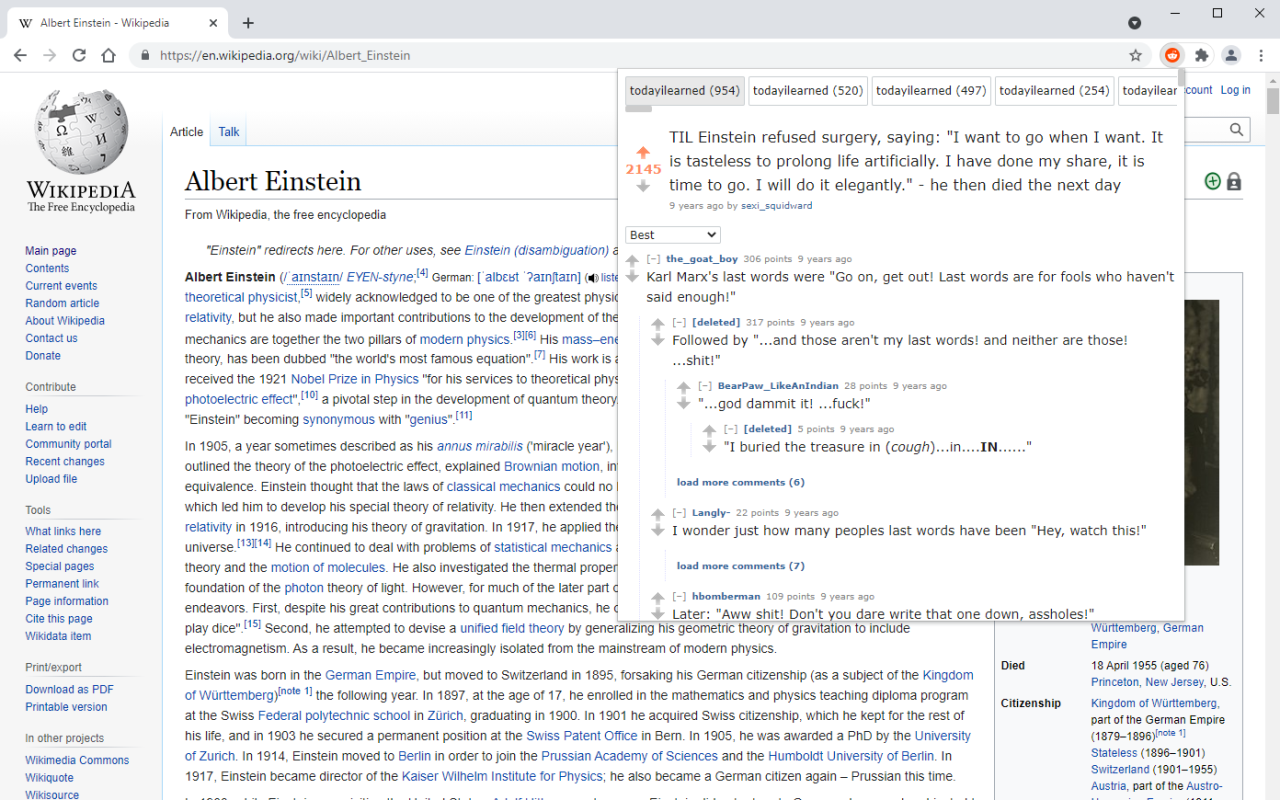 Albert Einstein - Wikipedia
https://en.wikipedia.org/wiki/Albert_Einstein
WIKIPEDIA
The Free Encyclopedia
Main page
Contents
Current events
Random article
About Wikipedia
Contact us
Donate
Contribute
Help
Learn to edit
Community portal
Recent changes
Upload file
Tools
What links here
Related changes
Special pages
Permanent link
Page information
Cite this page
Wikidata item
Print/export
Download as PDF
Printable version
In other projects
Wikimedia Commons
Wikiquote
Wikisource
Article Talk
count Log in
Albert Einstein
From Wikipedia, the free encyclopedia
"Einstein" redirects here. For other uses, see Einstein (disambiguation) a
Albert Einstein (/ˈaɪnstaɪn/ EYEN-styne;[4] German: [ˈalbɛʁt ˈʔaɪnʃtaɪn] (liste
theoretical physicist,[5] widely acknowledged to be one of the greatest physic
relativity, but he also made important contributions to the development of the
mechanics are together the two pillars of modern physics.[3][6] His mass–ene
theory, has been dubbed "the world's most famous equation".[7] His work is a
received the 1921 Nobel Prize in Physics "for his services to theoretical phys
photoelectric effect",[10] a pivotal step in the development of quantum theory.
"Einstein" becoming synonymous with "genius".[11]
In 1905, a year sometimes described as his annus mirabilis ('miracle year'),
outlined the theory of the photoelectric effect, explained Brownian motion, in
equivalence. Einstein thought that the laws of classical mechanics could no
which led him to develop his special theory of relativity. He then extended the
relativity in 1916, introducing his theory of gravitation. In 1917, he applied the
universe.[13][14] He continued to deal with problems of statistical mechanics a
theory and the motion of molecules. He also investigated the thermal proper
foundation of the photon theory of light. However, for much of the later part o
endeavors. First, despite his great contributions to quantum mechanics, he o
play dice".[15] Second, he attempted to devise a unified field theory by generalizing his geometric theory of gravitation to include
electromagnetism. As a result, he became increasingly isolated from the mainstream of modern physics.
Einstein was born in the German Empire, but moved to Switzerland in 1895, forsaking his German citizenship (as a subject of the Kingdom
of Württemberg)[note 1] the following year. In 1897, at the age of 17, he enrolled in the mathematics and physics teaching diploma program
at the Swiss Federal polytechnic school in Zürich, graduating in 1900. In 1901 he acquired Swiss citizenship, which he kept for the rest of
his life, and in 1903 he secured a permanent position at the Swiss Patent Office in Bern. In 1905, he was awarded a PhD by the University
of Zurich. In 1914, Einstein moved to Berlin in order to join the Prussian Academy of Sciences and the Humboldt University of Berlin. In
1917, Einstein became director of the Kaiser Wilhelm Institute for Physics; he also became a German citizen again – Prussian this time.
todayilearned (954) todayilearned (520) todayilearned (497) todayilearned (254) todayilear
TIL Einstein refused surgery, saying: "I want to go when I want. It
is tasteless to prolong life artificially. I have done my share, it is
time to go. I will do it elegantly." - he then died the next day
2145
9 years ago by sexi_squidward
Best
[−] the_goat_boy 306 points 9 years ago
Karl Marx's last words were "Go on, get out! Last words are for fools who haven't
said enough!"
[−] [deleted] 317 points 9 years ago
Followed by "...and those aren't my last words! and neither are those!
...shit!"
[−] BearPaw_LikeAnIndian 28 points 9 years ago
"...god dammit! ...fuck!"
[−] [deleted] 5 points 9 years ago
"I buried the treasure in (cough)...in....IN......"
load more comments (6)
[−] Langly- 22 points 9 years ago
I wonder just how many peoples last words have been "Hey, watch this!"
load more comments (7)
[−] hbomberman 109 points 9 years ago
Later: "Aww shit! Don't you dare write that one down, assholes!"
Württemberg, German
Empire
Died 18 April 1955 (aged 76)
Princeton, New Jersey, U.S.
Citizenship Kingdom of Württemberg,
part of the German Empire
(1879–1896)[note 1]
Stateless (1896–1901)
Switzerland (1901–1955)
Austria, part of the Austro-